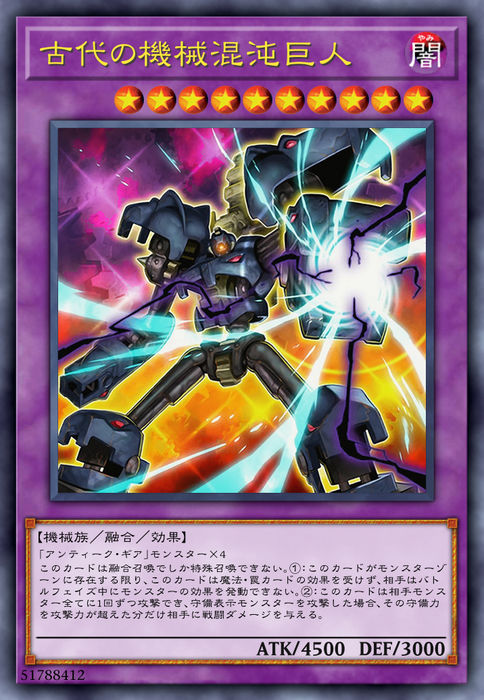 古代の機械混沌巨人
やみ
闇
【機械族／融合／効果】
「アンティーク・ギア」モンスター×4
このカードは融合召喚でしか特殊召喚できない。①：このカードがモンスターゾ
ーンに存在する限り、このカードは魔法・罠カードの効果を受けず、相手はバト
ルフェイズ中にモンスターの効果を発動できない。②：このカードは相手モンス
ター全てに1回ずつ攻撃でき、守備表示モンスターを攻撃した場合、その守備力
を攻撃力が超えた分だけ相手に戦闘ダメージを与える。
ATK/4500 DEF/3000
51788412